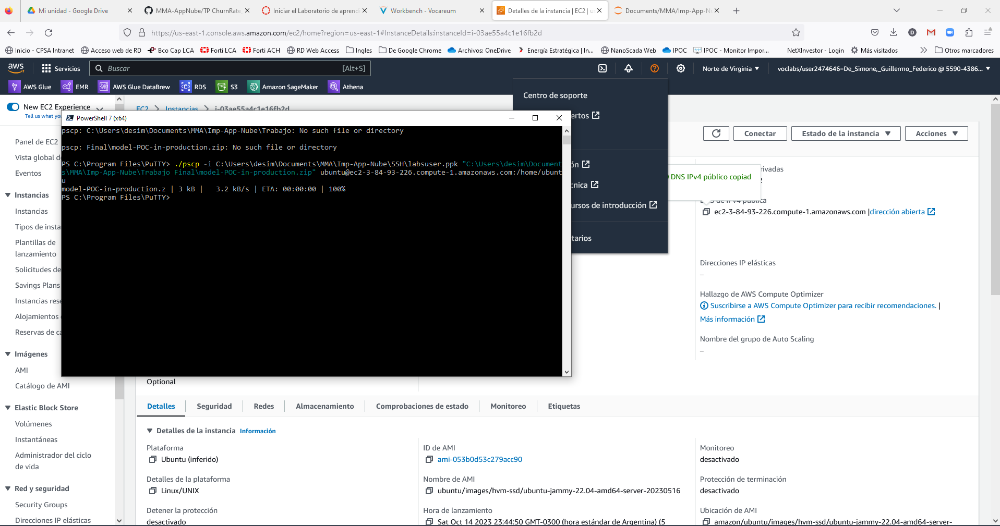 Mi unidad - Google Drive
MMA-AppNube/TP ChurnRate
Iniciar el Laboratorio de aprend
Workbench - Vocareum
Detalles de la instancia | EC2 | u
Documents/MMA/Imp-App-N
https://us-east-1.console.aws.amazon.com/ec2/home?region=us-east-1#InstanceDetails:instanceId=i-03ae55a4c1e16fb2d
Inicio - CPSA Intranet
Acceso web de RD
Bco Cap LCA
Forti LCA
Forti ACH
RD Web Access
Ingles
De Google Chrome
Archivos: OneDrive
Energía Estratégica | In...
NanoScada Web
IPOC
IPOC - Monitor Impor...
NetXInvestor - Login
Más visitados
Otros marcadores
aws
Servicios
Buscar
[Alt+S]
Norte de Virginia
voclabs/user2474646=De_Simone,_Guillermo_Federico @ 5590-4386...
AWS Glue
EMR
AWS Glue DataBrew
RDS
S3
Amazon SageMaker
Athena
New EC2 Experience
Tell us what you
EC2
Instancias
i-03ae55a4c1e16fb2d
Panel de EC2
Vista global d
Eventos
Instancias
Instancias
Tipos de insta
Plantillas de
lanzamiento
Solicitudes de
Savings Plans
Instancias rese
Alojamientos
Reservas de ca
Imágenes
AMI
Catálogo de AMI
Elastic Block Store
Volúmenes
Instantáneas
Administrador del ciclo
de vida
Red y seguridad
Security Groups
Direcciones IP elásticas
PowerShell 7 (x64)
pscp: C:\Users\desim\Documents\MMA\Imp-App-Nube\Trabajo: No such file or directory
pscp: Final\model-POC-in-production.zip: No such file or directory
PS C:\Program Files\PuTTY> ./pscp -i C:\Users\desim\Documents\MMA\Imp-App-Nube\SSH\labsuser.ppk "C:\Users\desim\Document
s\MMA\Imp-App-Nube\Trabajo Final\model-POC-in-production.zip" ubuntu@ec2-3-84-93-226.compute-1.amazonaws.com:/home/ubunt
u
model-POC-in-production.z | 3 kB |   3.2 kB/s | ETA: 00:00:00 | 100%
PS C:\Program Files\PuTTY>
Centro de soporte
ertos
ón
cnica
ursos de introducción
tarios
Conectar
Estado de la instancia
Acciones
rivadas
DNS IPv4 público copiad
ec2-3-84-93-226.compute-1.amazonaws.com |dirección abierta
Direcciones IP elásticas
–
Hallazgo de AWS Compute Optimizer
Suscribirse a AWS Compute Optimizer para recibir recomendaciones. |
Más información
Nombre del grupo de Auto Scaling
–
Optional
Detalles
Seguridad
Redes
Almacenamiento
Comprobaciones de estado
Monitoreo
Etiquetas
Detalles de la instancia Información
Plataforma
Ubuntu (inferido)
ID de AMI
ami-053b0d53c279acc90
Monitoreo
desactivado
Detalles de la plataforma
Linux/UNIX
Nombre de AMI
ubuntu/images/hvm-ssd/ubuntu-jammy-22.04-amd64-server-20230516
Protección de terminación
desactivado
Detener la protección
desactivado
Hora de lanzamiento
Sat Oct 14 2023 23:44:50 GMT-0300 (hora estándar de Argentina) (5
Ubicación de AMI
amazon/ubuntu/images/hvm-ssd/ubuntu-jammy-22.04-amd64-server-